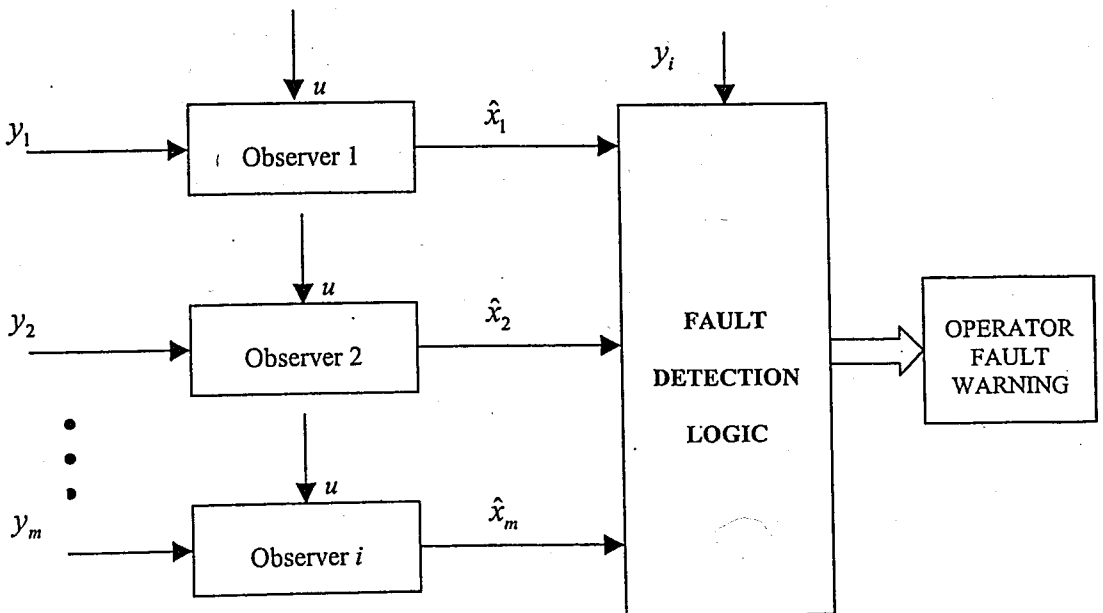 u
y_i
y_1
Observer 1
x̂_1
u
y_2
Observer 2
x̂_2
FAULT
DETECTION
LOGIC
OPERATOR
FAULT
WARNING
u
y_m
Observer i
x̂_m